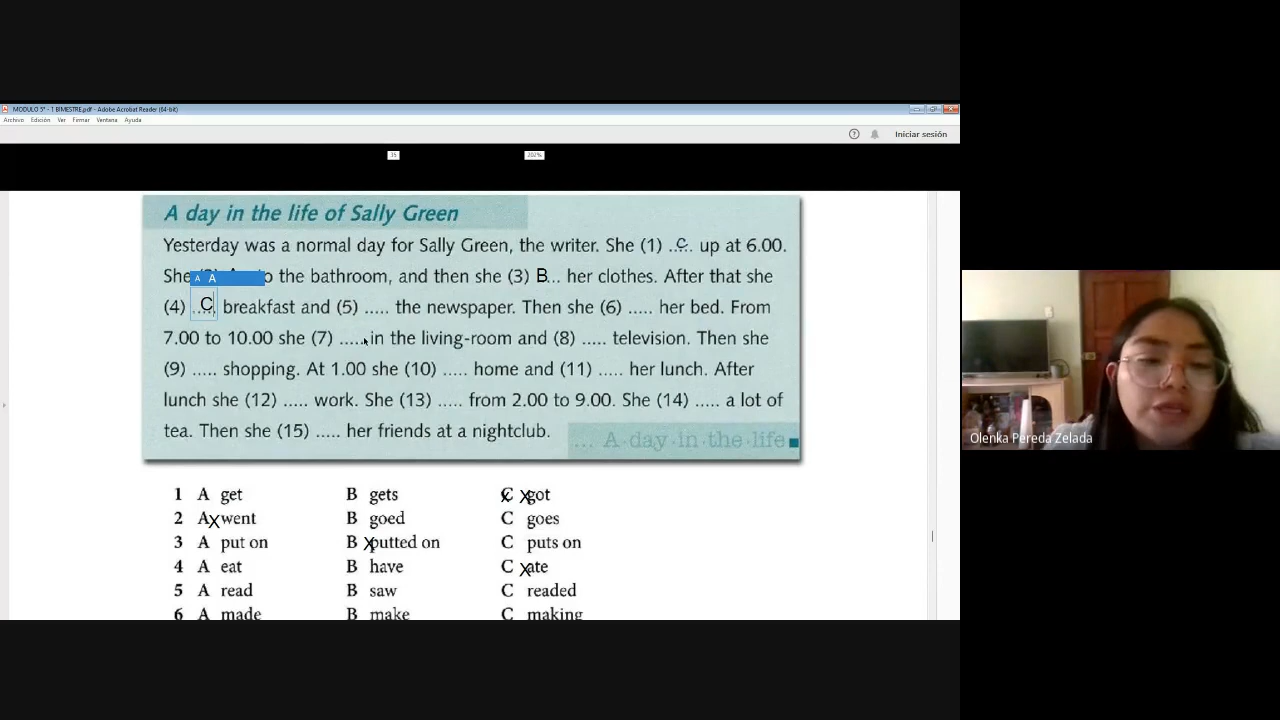 MODULO 5° - 1 BIMESTRE.pdf - Adobe Acrobat Reader (64-bit)
Archivo Edición Ver Firmar Ventana Ayuda
Iniciar sesión
35 202%
A day in the life of Sally Green
Yesterday was a normal day for Sally Green, the writer. She (1) ..C.. up at 6.00.
She to the bathroom, and then she (3) B... her clothes. After that she
(4) ..C.. breakfast and (5) ..... the newspaper. Then she (6) ..... her bed. From
7.00 to 10.00 she (7) ..... in the living-room and (8) ..... television. Then she
(9) ..... shopping. At 1.00 she (10) ..... home and (11) ..... her lunch. After
lunch she (12) ..... work. She (13) ..... from 2.00 to 9.00. She (14) ..... a lot of
tea. Then she (15) ..... her friends at a nightclub.
... A·day·in·the·life
1 A get B gets C X got
2 A X went B goed C goes
3 A put on B X putted on C puts on
4 A eat B have C X ate
5 A read B saw C readed
6 A made B make C making
A A
Olenka Pereda Zelada